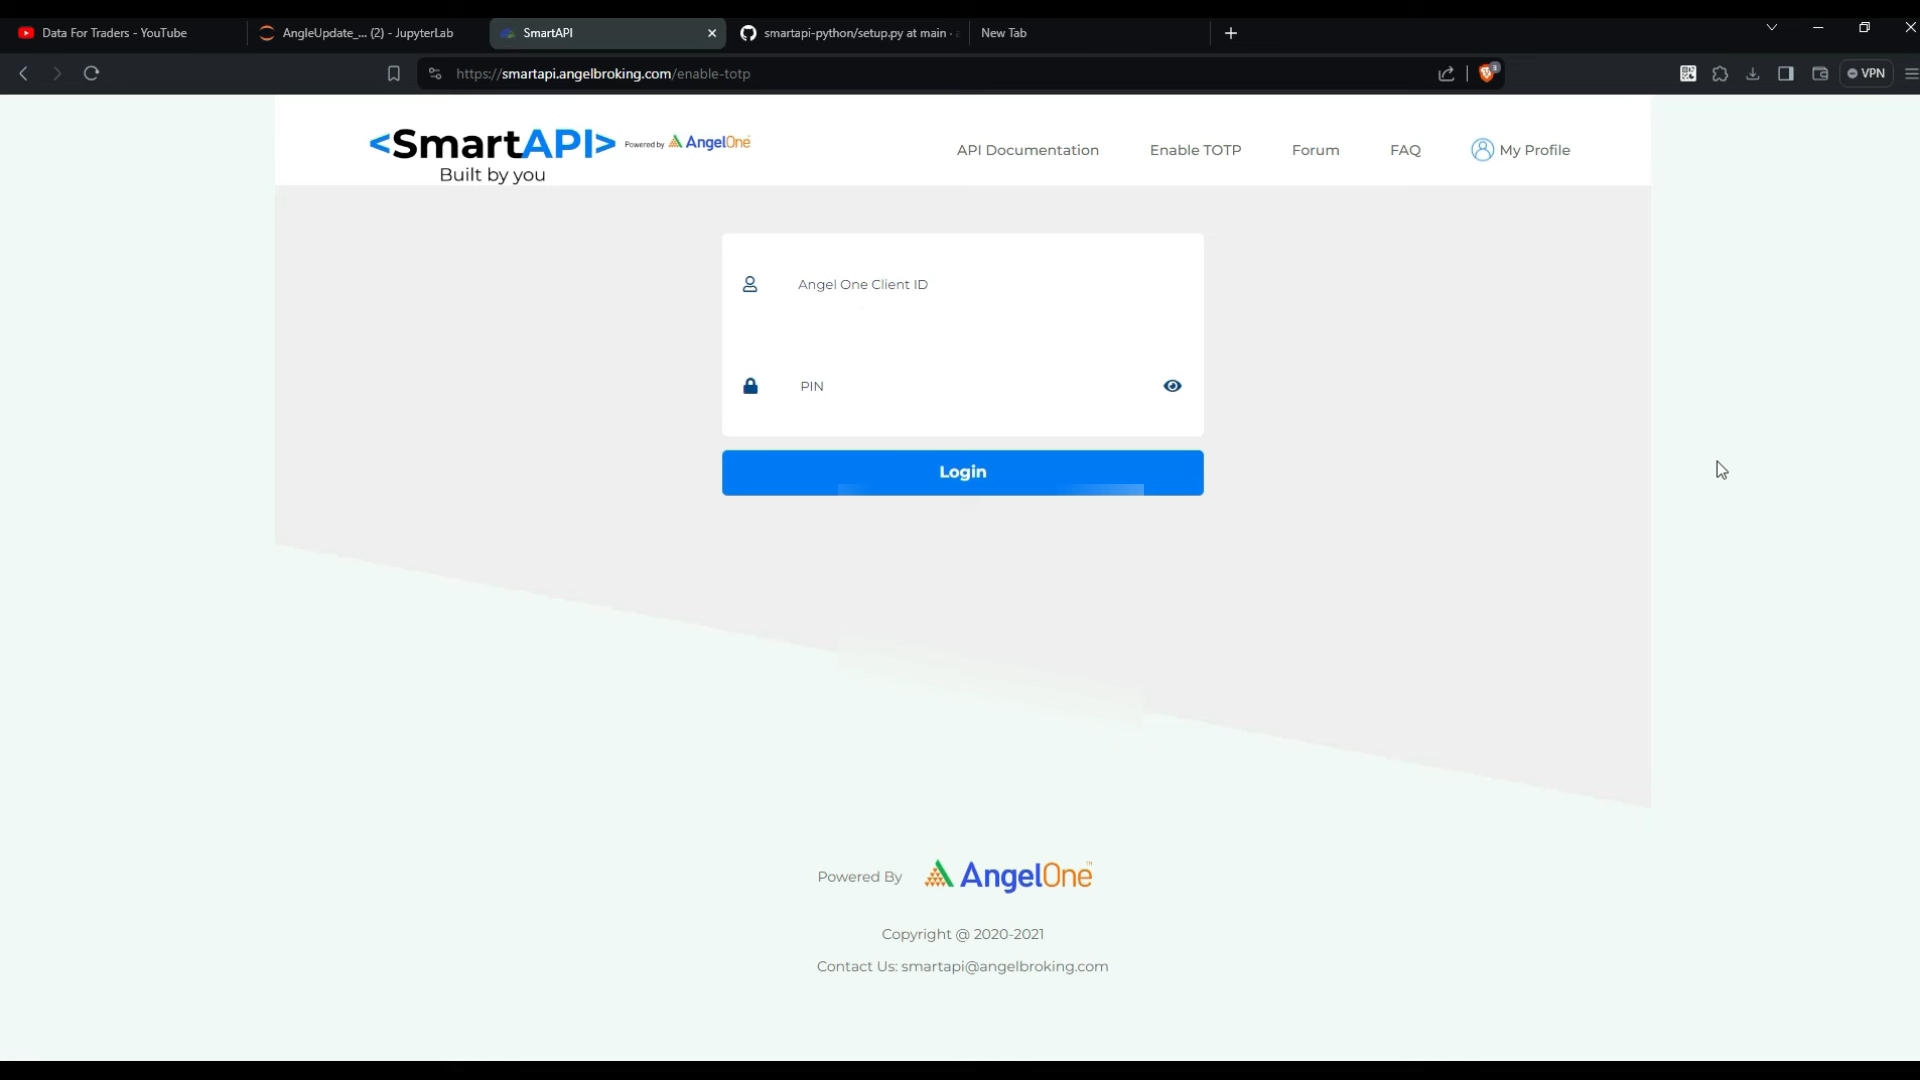 Data For Traders - YouTube
AngleUpdate_... (2) - JupyterLab
SmartAPI
smartapi-python/setup.py at main ·
New Tab
https://smartapi.angelbroking.com/enable-totp
3
VPN
<SmartAPI>
Powered by AngelOne
Built by you
API Documentation
Enable TOTP
Forum
FAQ
My Profile
Angel One Client ID
PIN
Login
Powered By AngelOne
Copyright @ 2020-2021
Contact Us: smartapi@angelbroking.com